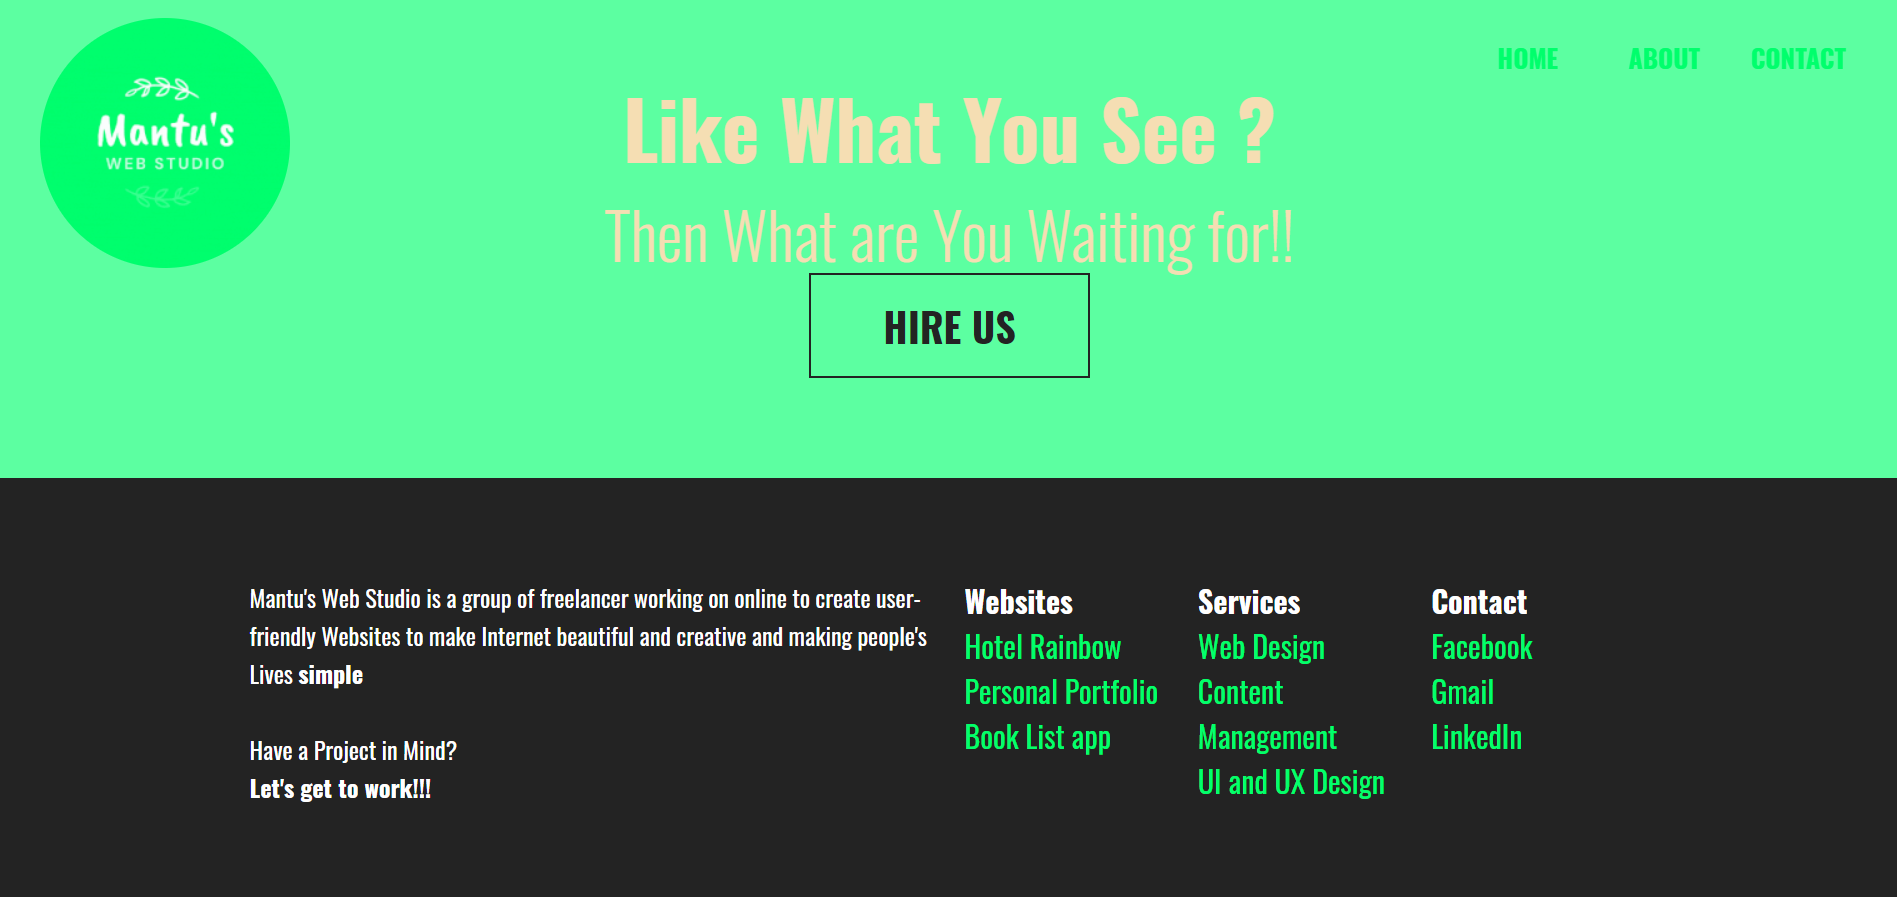 Mantu's
WEB STUDIO
HOME ABOUT CONTACT
Like What You See ?
Then What are You Waiting for!!
HIRE US
Mantu's Web Studio is a group of freelancer working on online to create user-
friendly Websites to make Internet beautiful and creative and making people's
Lives simple
Have a Project in Mind?
Let's get to work!!!
Websites
Hotel Rainbow
Personal Portfolio
Book List app
Services
Web Design
Content
Management
UI and UX Design
Contact
Facebook
Gmail
LinkedIn